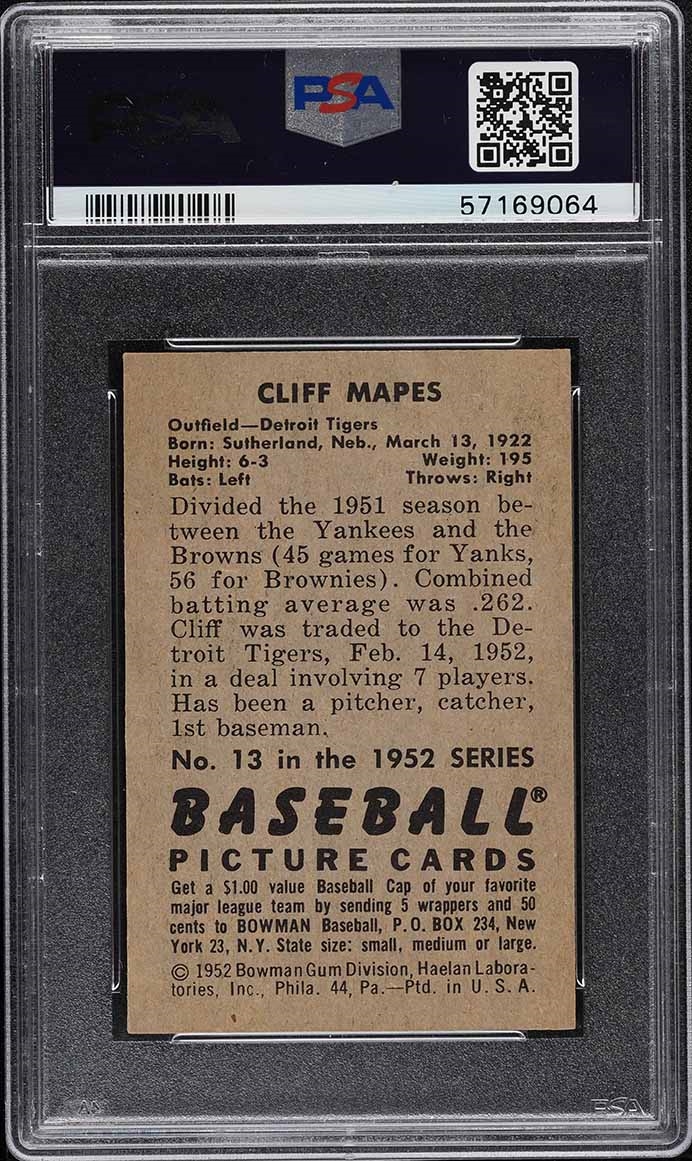 PSA
PSA
57169064
CLIFF MAPES
Outfield—Detroit Tigers
Born: Sutherland, Neb., March 13, 1922
Height: 6-3 Weight: 195
Bats: Left Throws: Right
Divided the 1951 season be-
tween the Yankees and the
Browns (45 games for Yanks,
56 for Brownies). Combined
batting average was .262.
Cliff was traded to the De-
troit Tigers, Feb. 14, 1952,
in a deal involving 7 players.
Has been a pitcher, catcher,
1st baseman.
No. 13 in the 1952 SERIES
BASEBALL®
PICTURE CARDS
Get a $1.00 value Baseball Cap of your favorite
major league team by sending 5 wrappers and 50
cents to BOWMAN Baseball, P.O. BOX 234, New
York 23, N.Y. State size: small, medium or large.
© 1952 Bowman Gum Division, Haelan Labora-
tories, Inc., Phila. 44, Pa.—Ptd. in U.S.A.
PSA